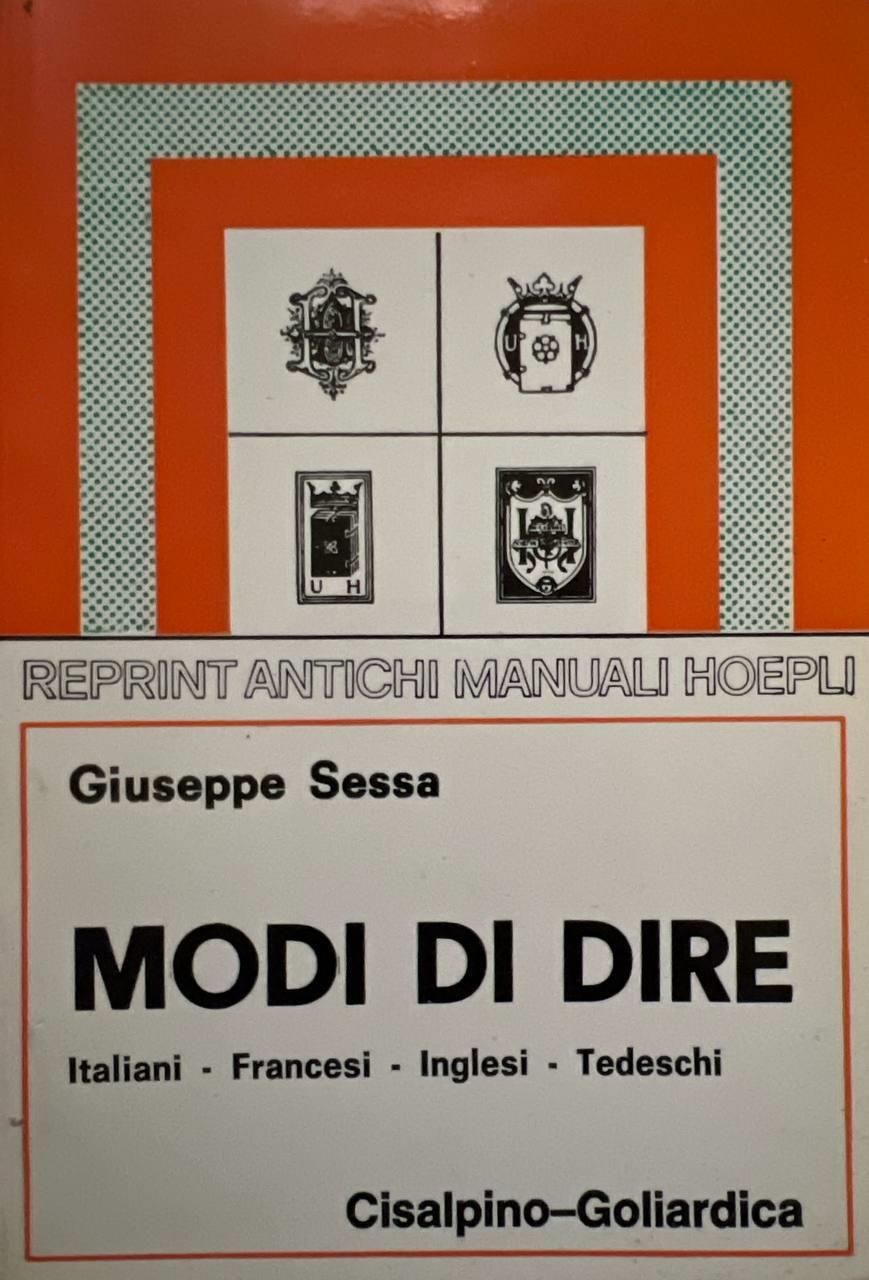 U H
U H
REPRINT ANTICHI MANUALI HOEPLI
Giuseppe Sessa
MODI DI DIRE
Italiani - Francesi - Inglesi - Tedeschi
Cisalpino–Goliardica